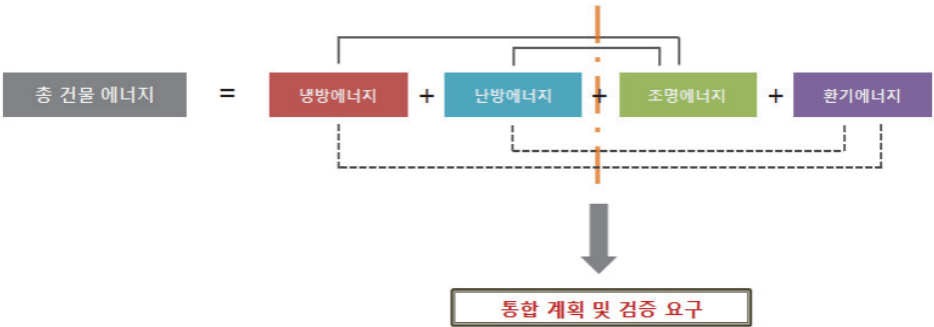 총 건물 에너지 = 냉방에너지 + 난방에너지 + 조명에너지 + 환기에너지
통합 계획 및 검증 요구